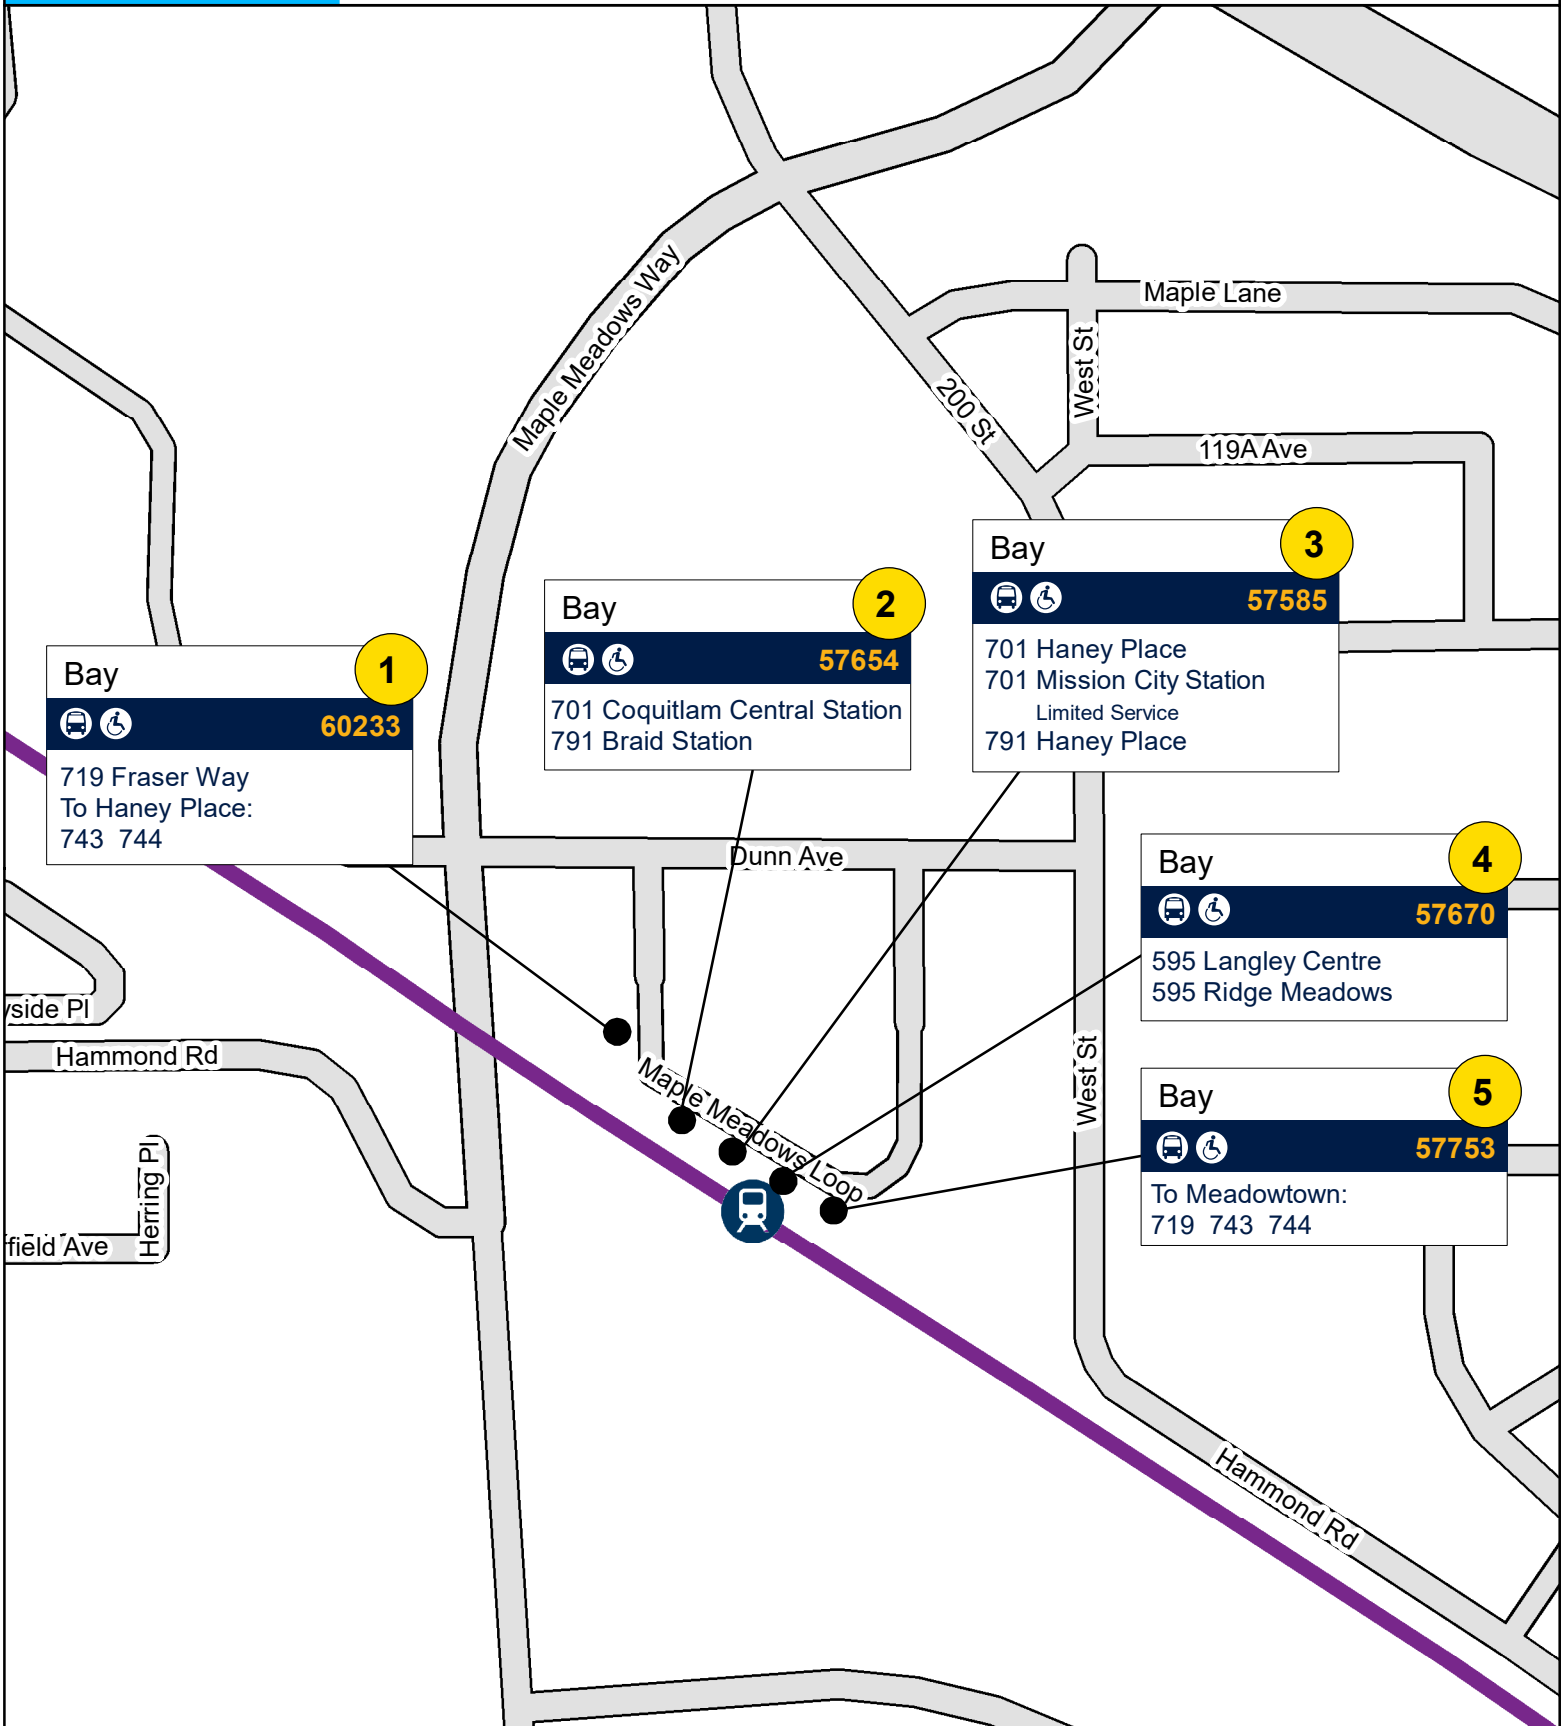 Maple Meadows Way
Maple Lane
West St
200 St
119A Ave
Bay
3
57585
701 Haney Place
701 Mission City Station
Limited Service
791 Haney Place
Bay
2
57654
701 Coquitlam Central Station
791 Braid Station
Bay
1
60233
719 Fraser Way
To Haney Place:
743 744
Dunn Ave
Bay
4
57670
595 Langley Centre
595 Ridge Meadows
yside Pl
Hammond Rd
Maple Meadows Loop
West St
Bay
5
57753
To Meadowtown:
719 743 744
Herring Pl
ffield Ave
Hammond Rd